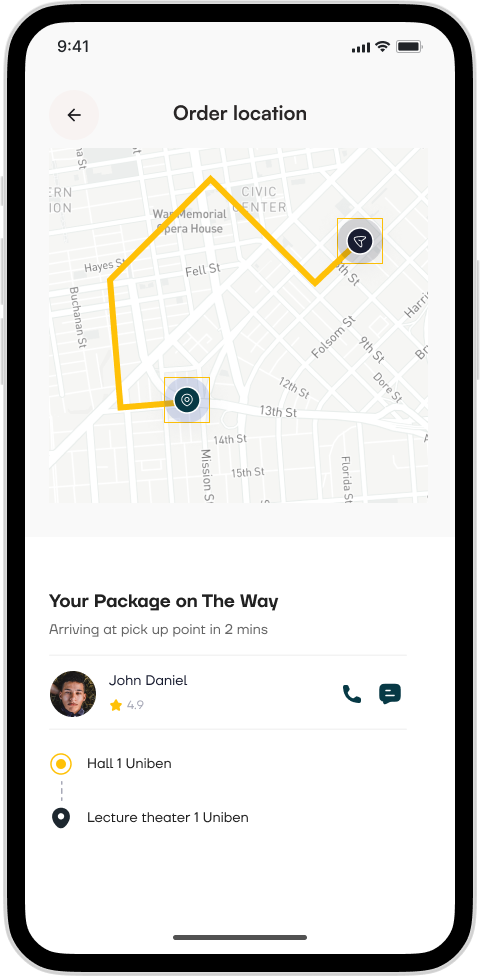 9:41
Order location
na St
ERN
ION
CIVIC
CENTER
War Memorial
Opera House
Hayes St
Fell St
Buchanan St
Harri
Folsom St
9th St
Dore St
12th St
13th St
14th St
15th St
Mission S
Florida St
Your Package on The Way
Arriving at pick up point in 2 mins
John Daniel
4.9
Hall 1 Uniben
Lecture theater 1 Uniben